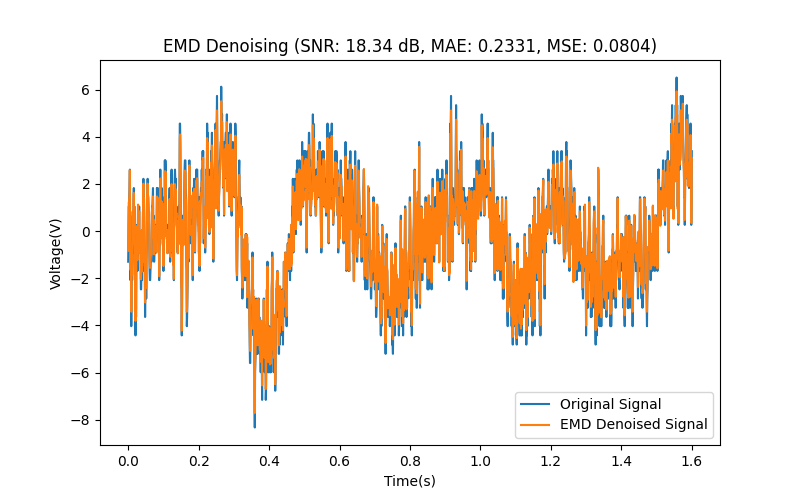 EMD Denoising (SNR: 18.34 dB, MAE: 0.2331, MSE: 0.0804)
6
4
2
0
−2
−4
−6
−8
Voltage(V)
Original Signal
EMD Denoised Signal
0.0 0.2 0.4 0.6 0.8 1.0 1.2 1.4 1.6
Time(s)